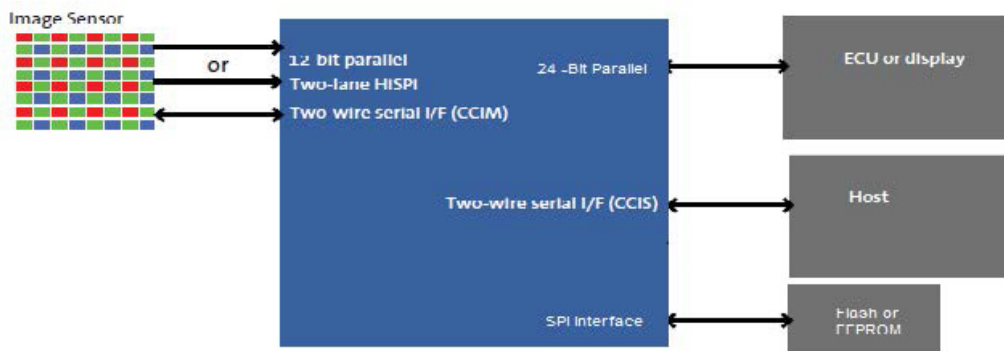 Image Sensor
or
12 bit parallel
Two-lane HISPI
Two wire serial I/F (CCIM)
24 -Bit Parallel
Two-wire serial I/F (CCIS)
SPI Interface
ECU or display
Host
Flash or
EEPROM